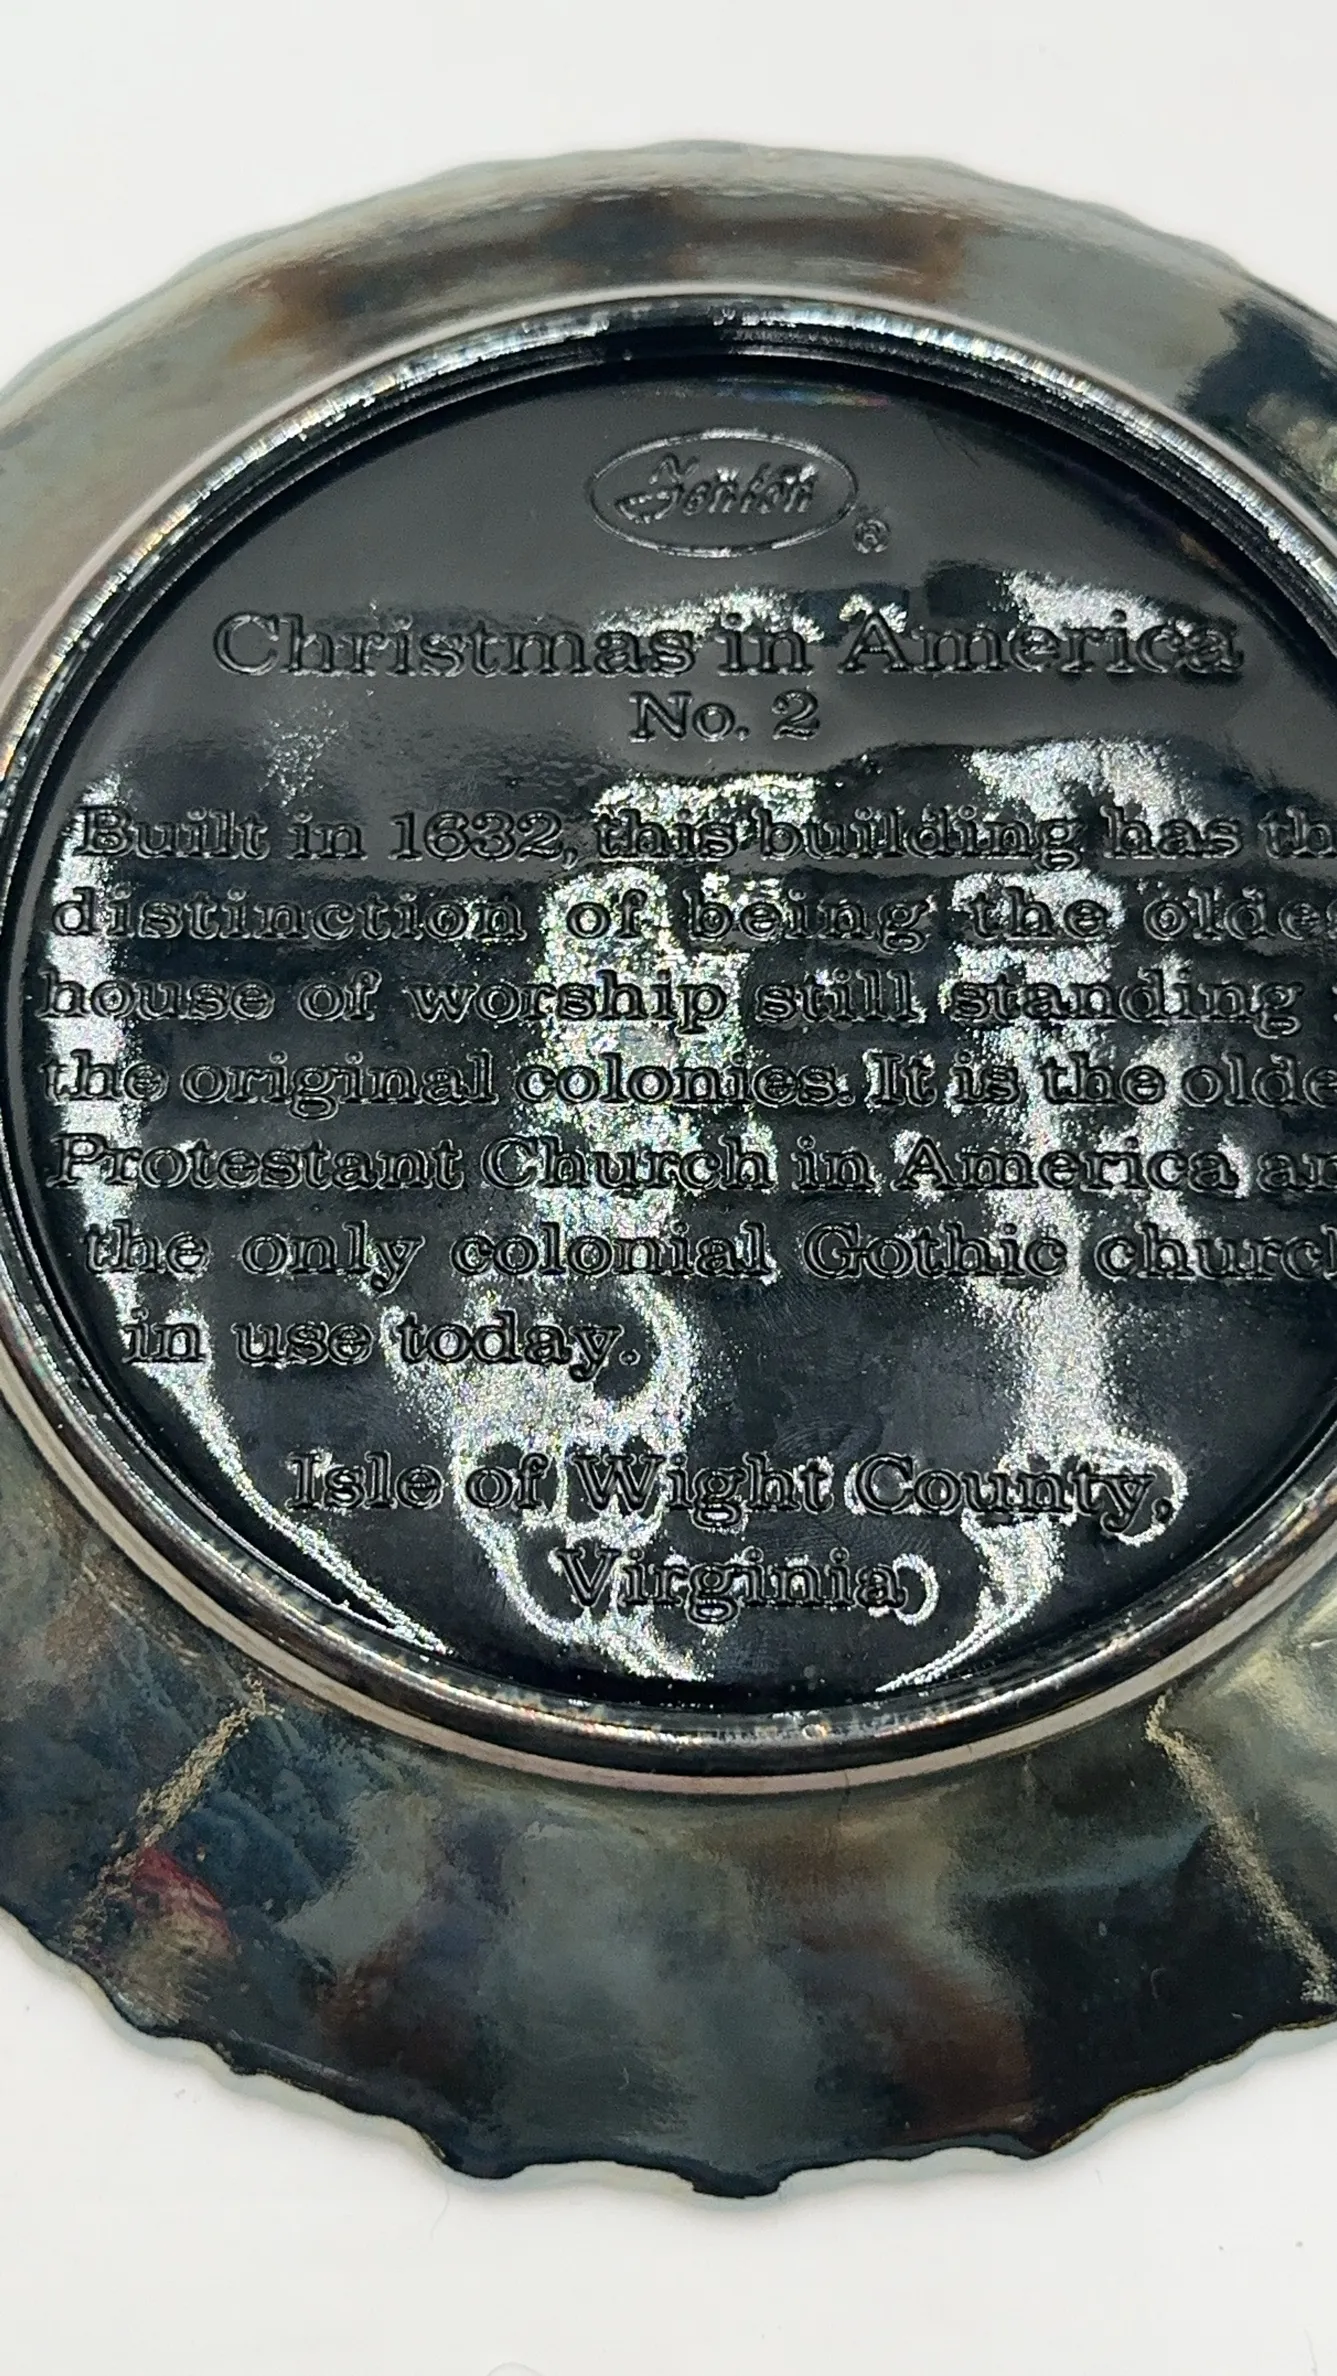 Fenton ®
Christmas in America
No. 2
Built in 1632, this building has th
distinction of being the oldes
house of worship still standing
the original colonies. It is the olde
Protestant Church in America an
the only colonial Gothic church
in use today.
Isle of Wight County,
Virginia